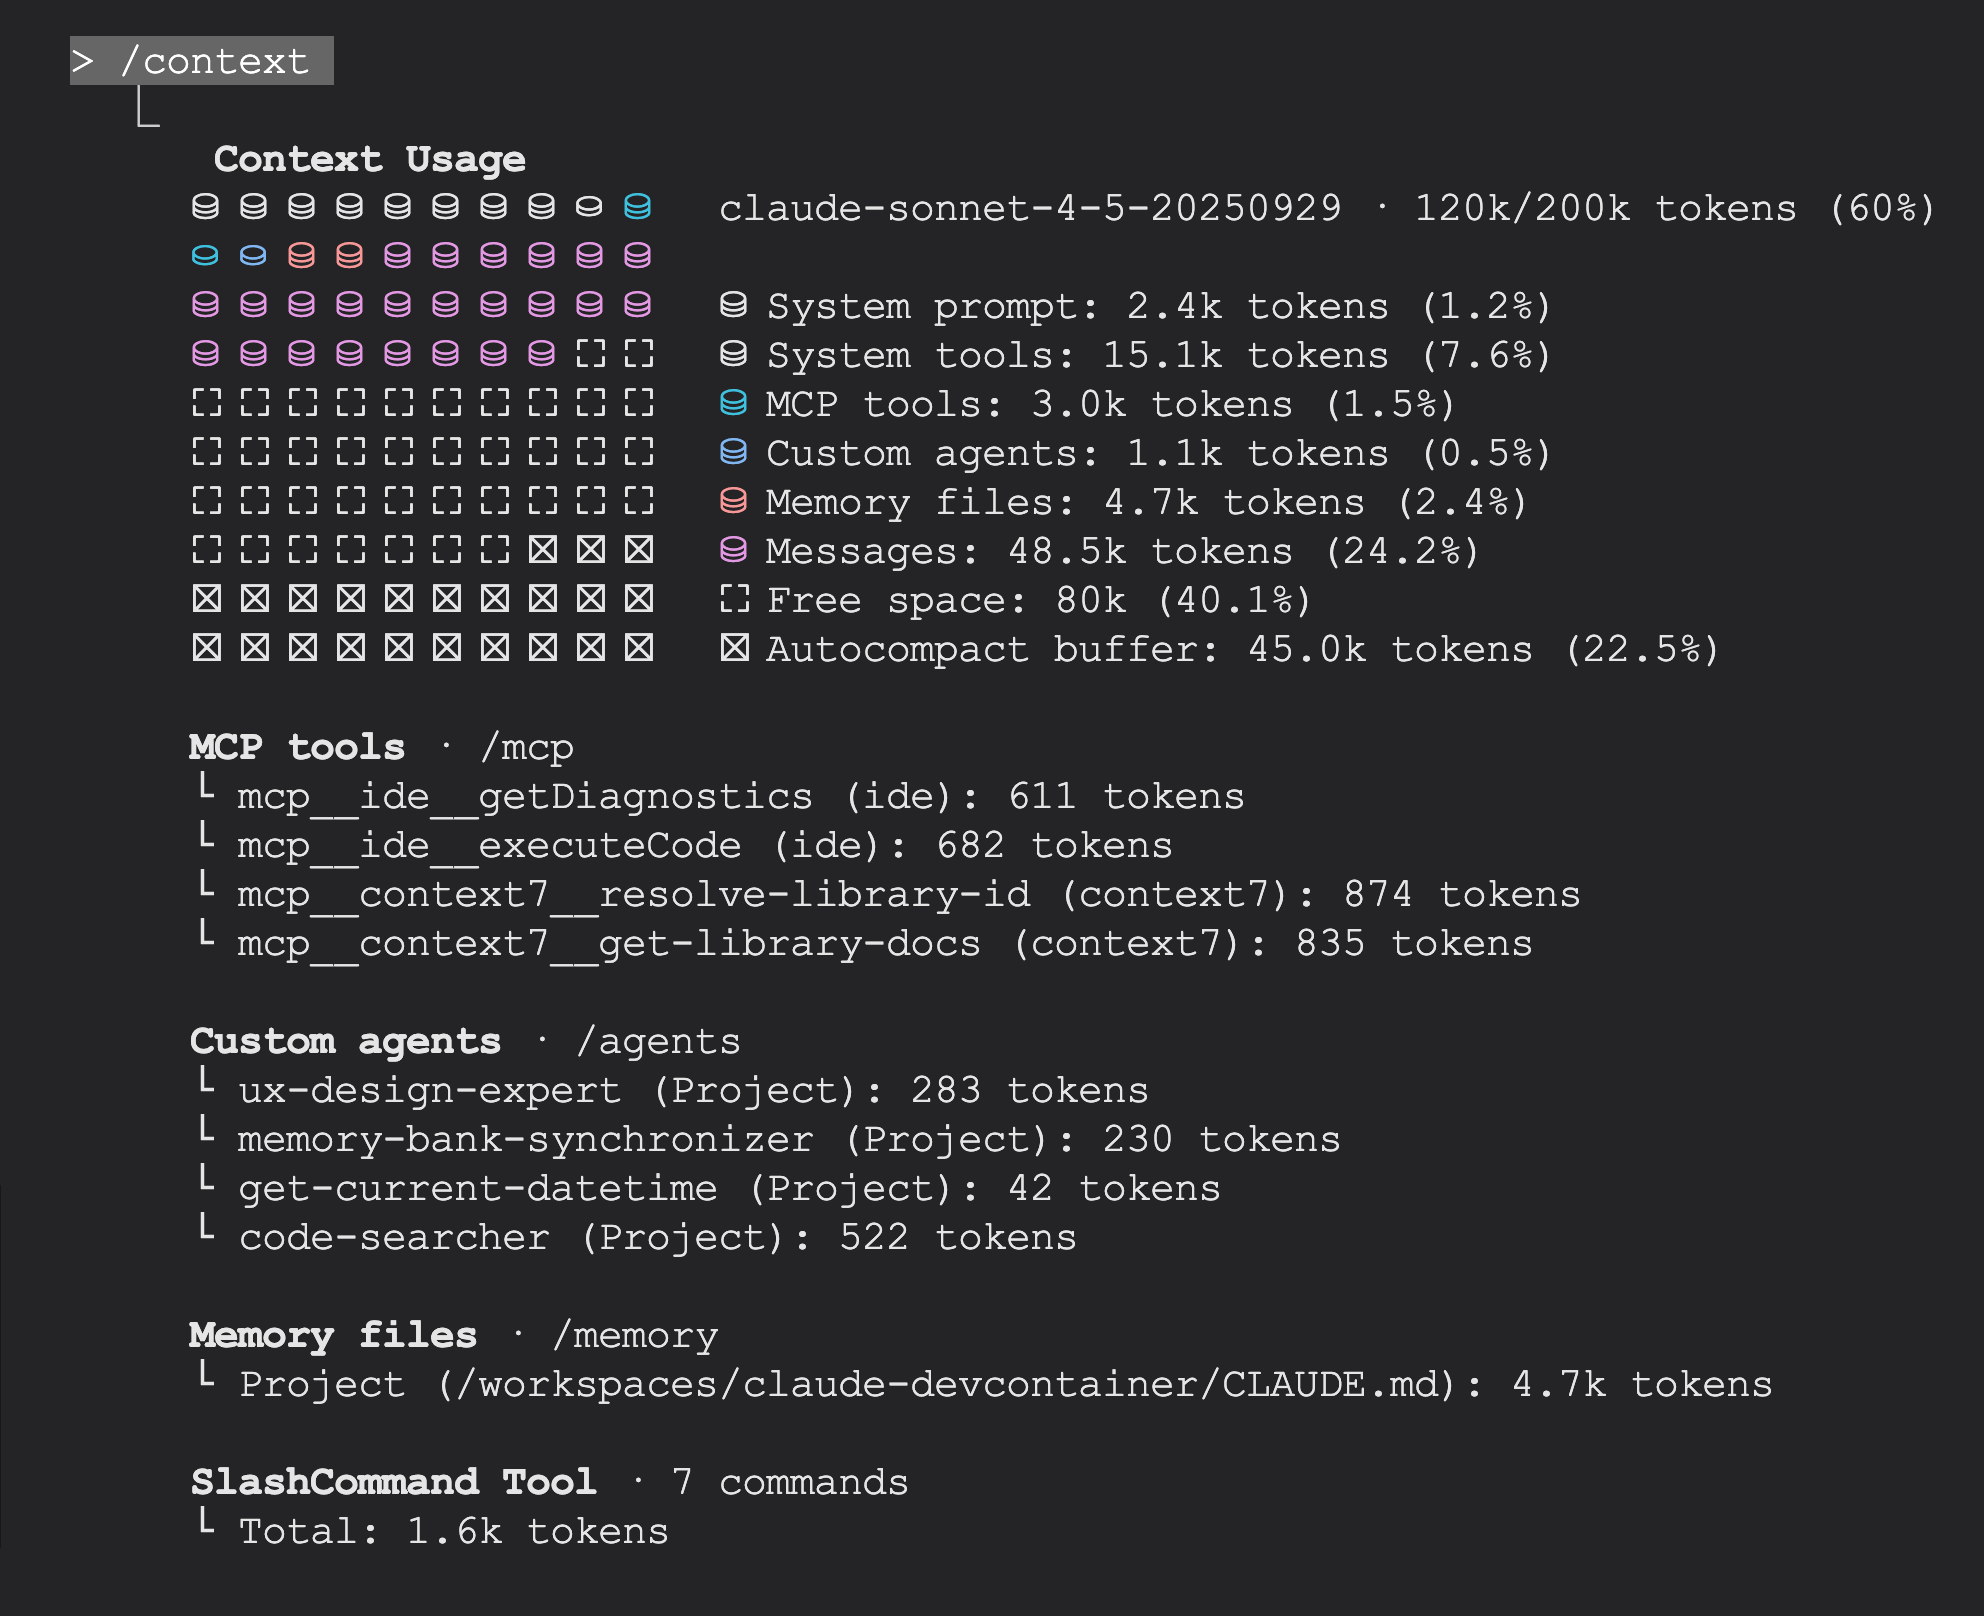 > /context
Context Usage
claude-sonnet-4-5-20250929 · 120k/200k tokens (60%)
System prompt: 2.4k tokens (1.2%)
System tools: 15.1k tokens (7.6%)
MCP tools: 3.0k tokens (1.5%)
Custom agents: 1.1k tokens (0.5%)
Memory files: 4.7k tokens (2.4%)
Messages: 48.5k tokens (24.2%)
Free space: 80k (40.1%)
Autocompact buffer: 45.0k tokens (22.5%)
MCP tools · /mcp
└ mcp__ide__getDiagnostics (ide): 611 tokens
└ mcp__ide__executeCode (ide): 682 tokens
└ mcp__context7__resolve-library-id (context7): 874 tokens
└ mcp__context7__get-library-docs (context7): 835 tokens
Custom agents · /agents
└ ux-design-expert (Project): 283 tokens
└ memory-bank-synchronizer (Project): 230 tokens
└ get-current-datetime (Project): 42 tokens
└ code-searcher (Project): 522 tokens
Memory files · /memory
└ Project (/workspaces/claude-devcontainer/CLAUDE.md): 4.7k tokens
SlashCommand Tool · 7 commands
└ Total: 1.6k tokens